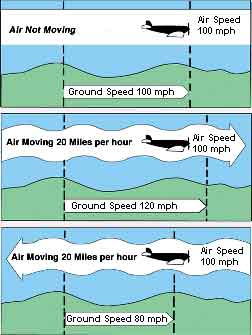 Air Not Moving
Air Speed
100 mph
Ground Speed 100 mph
Air Moving 20 Miles per hour
Air Speed
100 mph
Ground Speed 120 mph
Air Moving 20 Miles per hour
Air Speed
100 mph
Ground Speed 80 mph